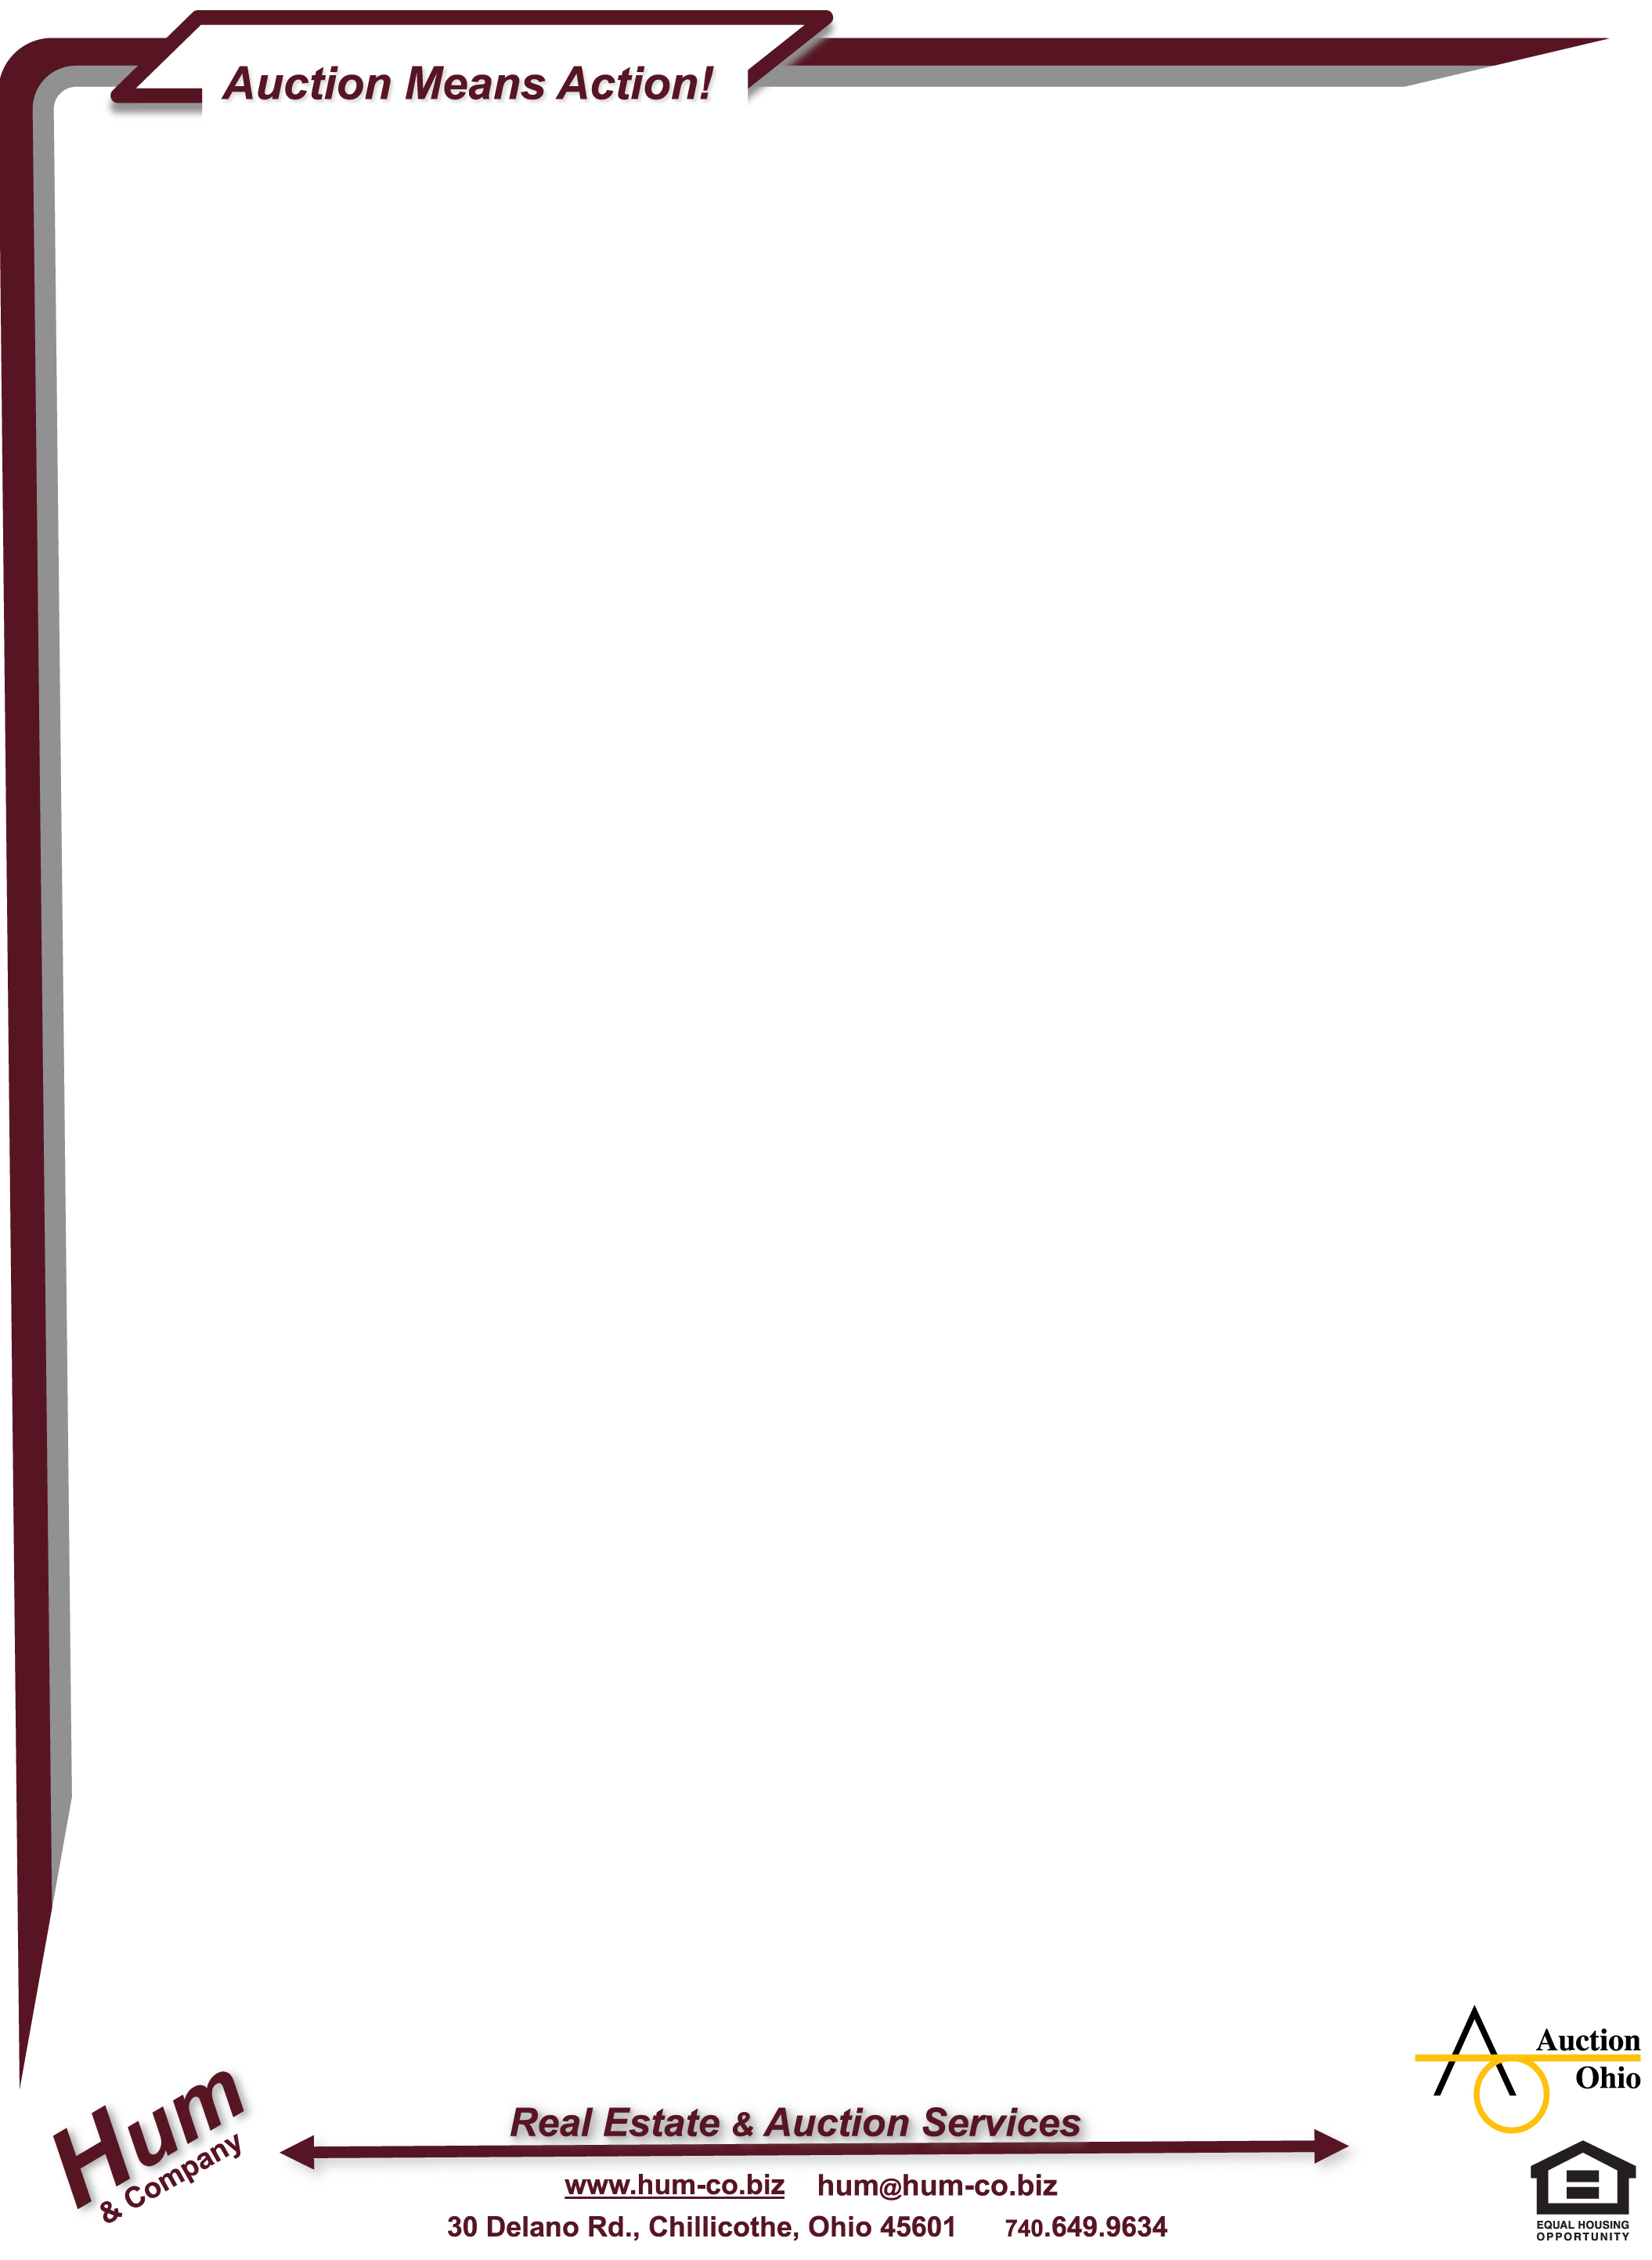 Auction Means Action!
Auction
Ohio
Hum
& Company
Real Estate & Auction Services
www.hum-co.biz hum@hum-co.biz
30 Delano Rd., Chillicothe, Ohio 45601 740.649.9634
EQUAL HOUSING
OPPORTUNITY